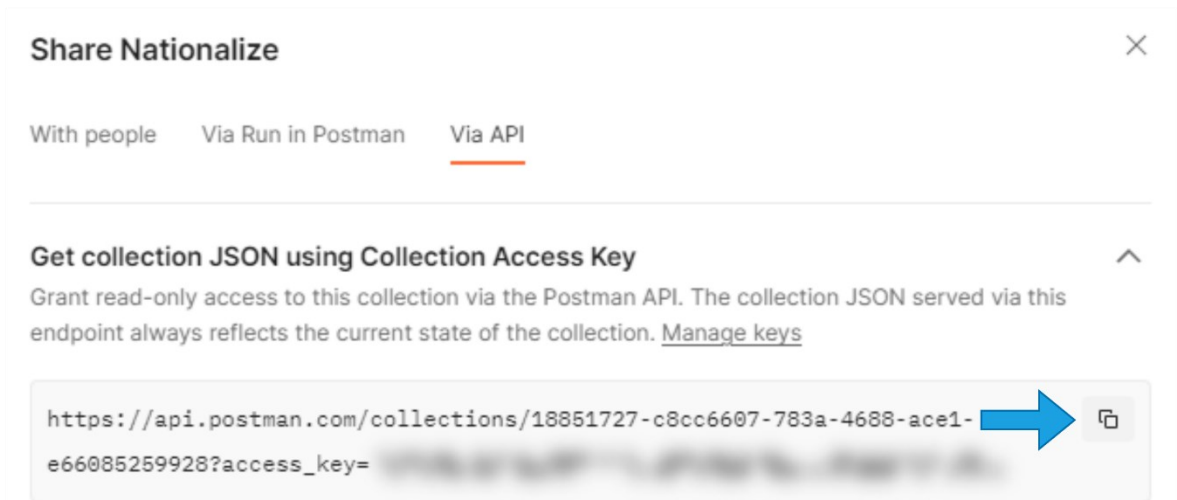 Share Nationalize
With people Via Run in Postman Via API
Get collection JSON using Collection Access Key
Grant read-only access to this collection via the Postman API. The collection JSON served via this
endpoint always reflects the current state of the collection. Manage keys
https://api.postman.com/collections/18851727-c8cc6607-783a-4688-ace1-
e66085259928?access_key=